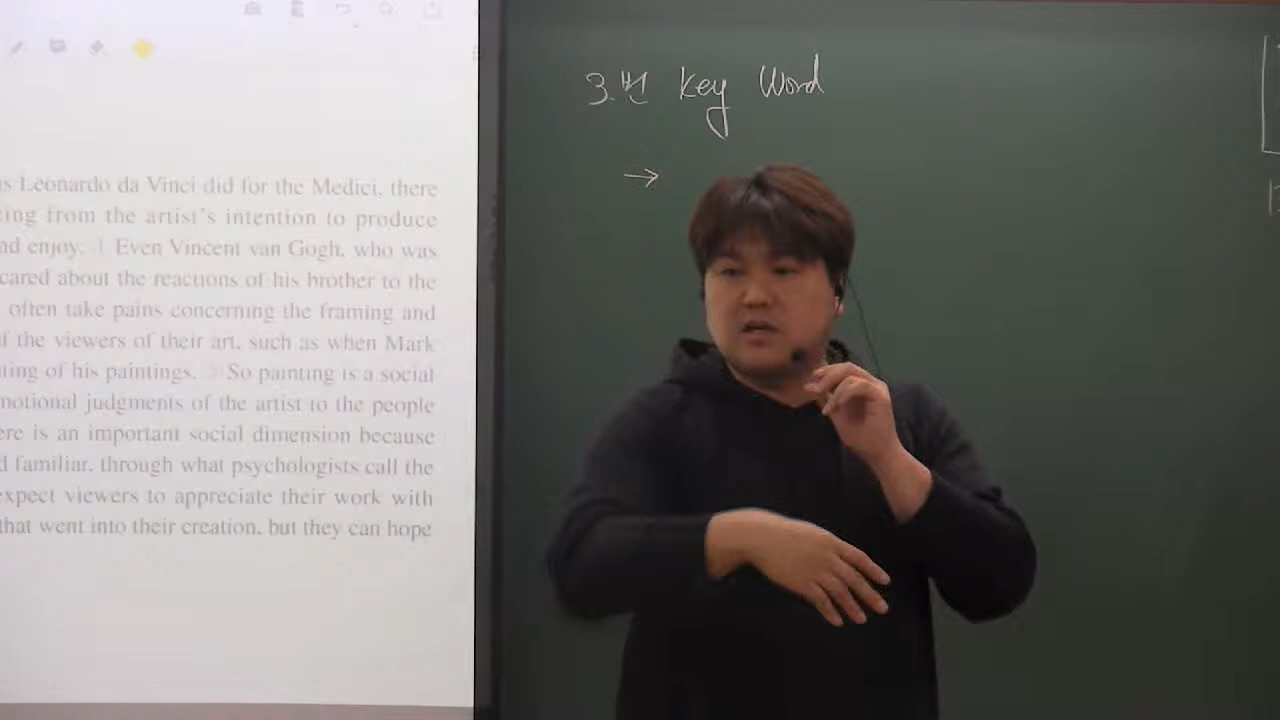 3.번 Key Word
→
as Leonardo da Vinci did for the Medici, there
ing from the artist's intention to produce
nd enjoy. ① Even Vincent van Gogh, who was
cared about the reactions of his brother to the
often take pains concerning the framing and
f the viewers of their art, such as when Mark
ting of his paintings. So painting is a social
motional judgments of the artist to the people
ere is an important social dimension because
d familiar, through what psychologists call the
expect viewers to appreciate their work with
that went into their creation, but they can hope